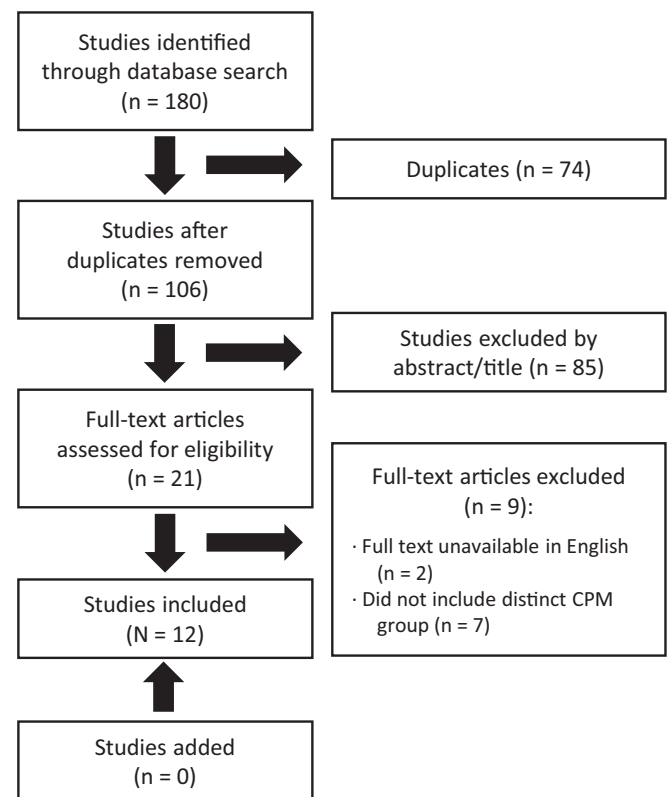 Studies identified
through database search
(n = 180)
Duplicates (n = 74)
Studies after
duplicates removed
(n = 106)
Studies excluded by
abstract/title (n = 85)
Full-text articles
assessed for eligibility
(n = 21)
Full-text articles excluded
(n = 9):
· Full text unavailable in English
(n = 2)
· Did not include distinct CPM
group (n = 7)
Studies included
(N = 12)
Studies added
(n = 0)